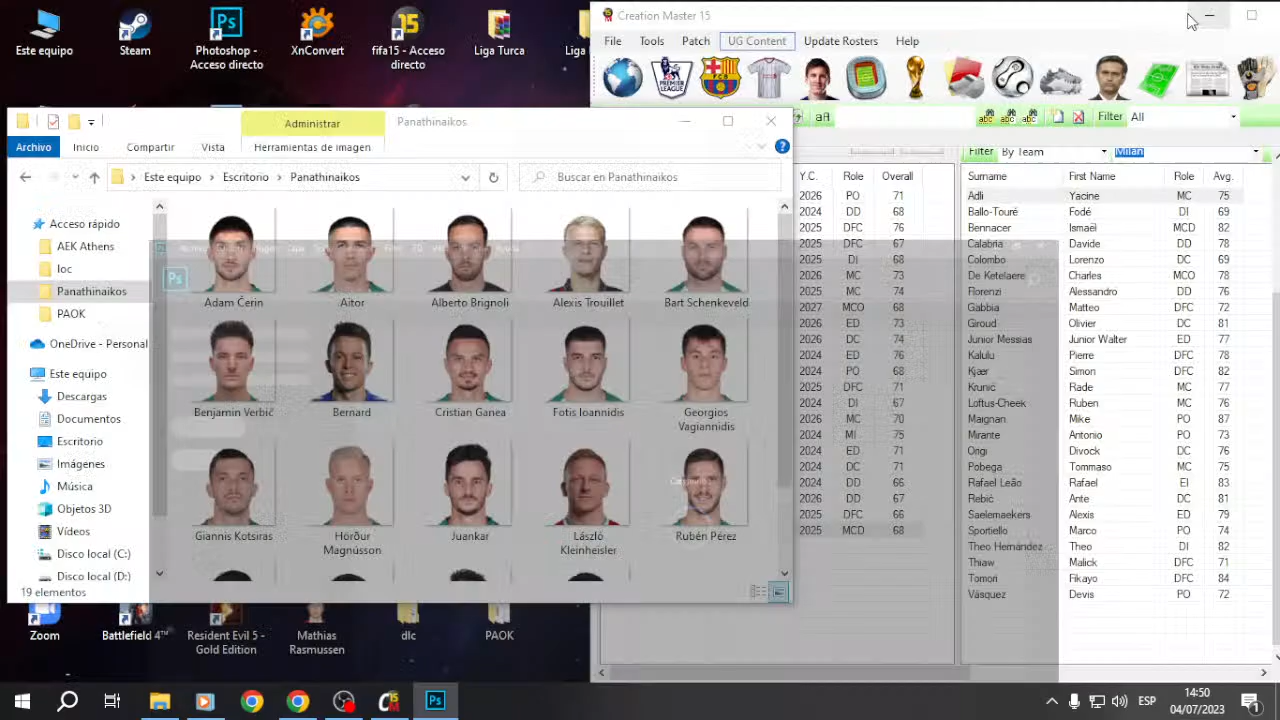 Este equipo
Steam
Photoshop -
Acceso directo
XnConvert
fifa15 - Acceso
directo
Liga Turca
Liga
Creation Master 15
File Tools Patch UG Content Update Rosters Help
Filter All
Administrar
Panathinaikos
Archivo Inicio Compartir Vista Herramientas de imagen
Este equipo Escritorio Panathinaikos
Buscar en Panathinaikos
Acceso rápido
AEK Athens
loc
Panathinaikos
PAOK
OneDrive - Personal
Este equipo
Descargas
Documentos
Escritorio
Imágenes
Música
Objetos 3D
Vídeos
Disco local (C:)
Disco local (D:)
19 elementos
Adam Čerin
Aitor
Alberto Brignoli
Alexis Trouillet
Bart Schenkeveld
Benjamin Verbič
Bernard
Cristian Ganea
Fotis Ioannidis
Georgios
Vagiannidis
Giannis Kotsiras
Hörður
Magnússon
Juankar
László
Kleinheisler
Rubén Pérez
Filter By Team Milan
Y.C. Role Overall
2026 PO 71
2024 DD 68
2025 DFC 76
2025 DFC 67
2025 DI 68
2026 MC 73
2025 MC 74
2027 MCO 68
2026 ED 73
2026 DC 74
2024 ED 76
2024 PO 68
2025 DFC 71
2024 DI 67
2026 MC 70
2024 MI 75
2024 ED 71
2024 DC 71
2024 DD 66
2026 DD 67
2025 DFC 66
2025 MCD 68
Surname First Name Role Avg.
Adli Yacine MC 75
Ballo-Touré Fodé DI 69
Bennacer Ismaël MCD 82
Calabria Davide DD 78
Colombo Lorenzo DC 69
De Ketelaere Charles MCO 78
Florenzi Alessandro DD 76
Gabbia Matteo DFC 72
Giroud Olivier DC 81
Junior Messias Junior Walter ED 77
Kalulu Pierre DFC 78
Kjær Simon DFC 82
Krunić Rade MC 77
Loftus-Cheek Ruben MC 76
Maignan Mike PO 87
Mirante Antonio PO 73
Origi Divock DC 76
Pobega Tommaso MC 75
Rafael Leão Rafael EI 83
Rebić Ante DC 81
Saelemaekers Alexis ED 79
Sportiello Marco PO 74
Theo Hernández Theo DI 82
Thiaw Malick DFC 71
Tomori Fikayo DFC 84
Vásquez Devis PO 72
Zoom
Battlefield 4™
Resident Evil 5 -
Gold Edition
Mathias
Rasmussen
dlc
PAOK
ESP
14:50
04/07/2023